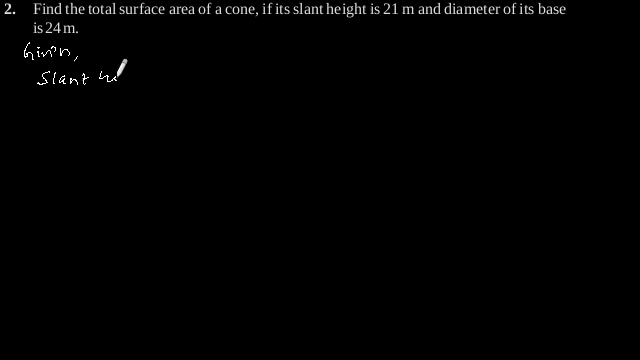 2. Find the total surface area of a cone, if its slant height is 21 m and diameter of its base
is 24 m.
Given,
Slant